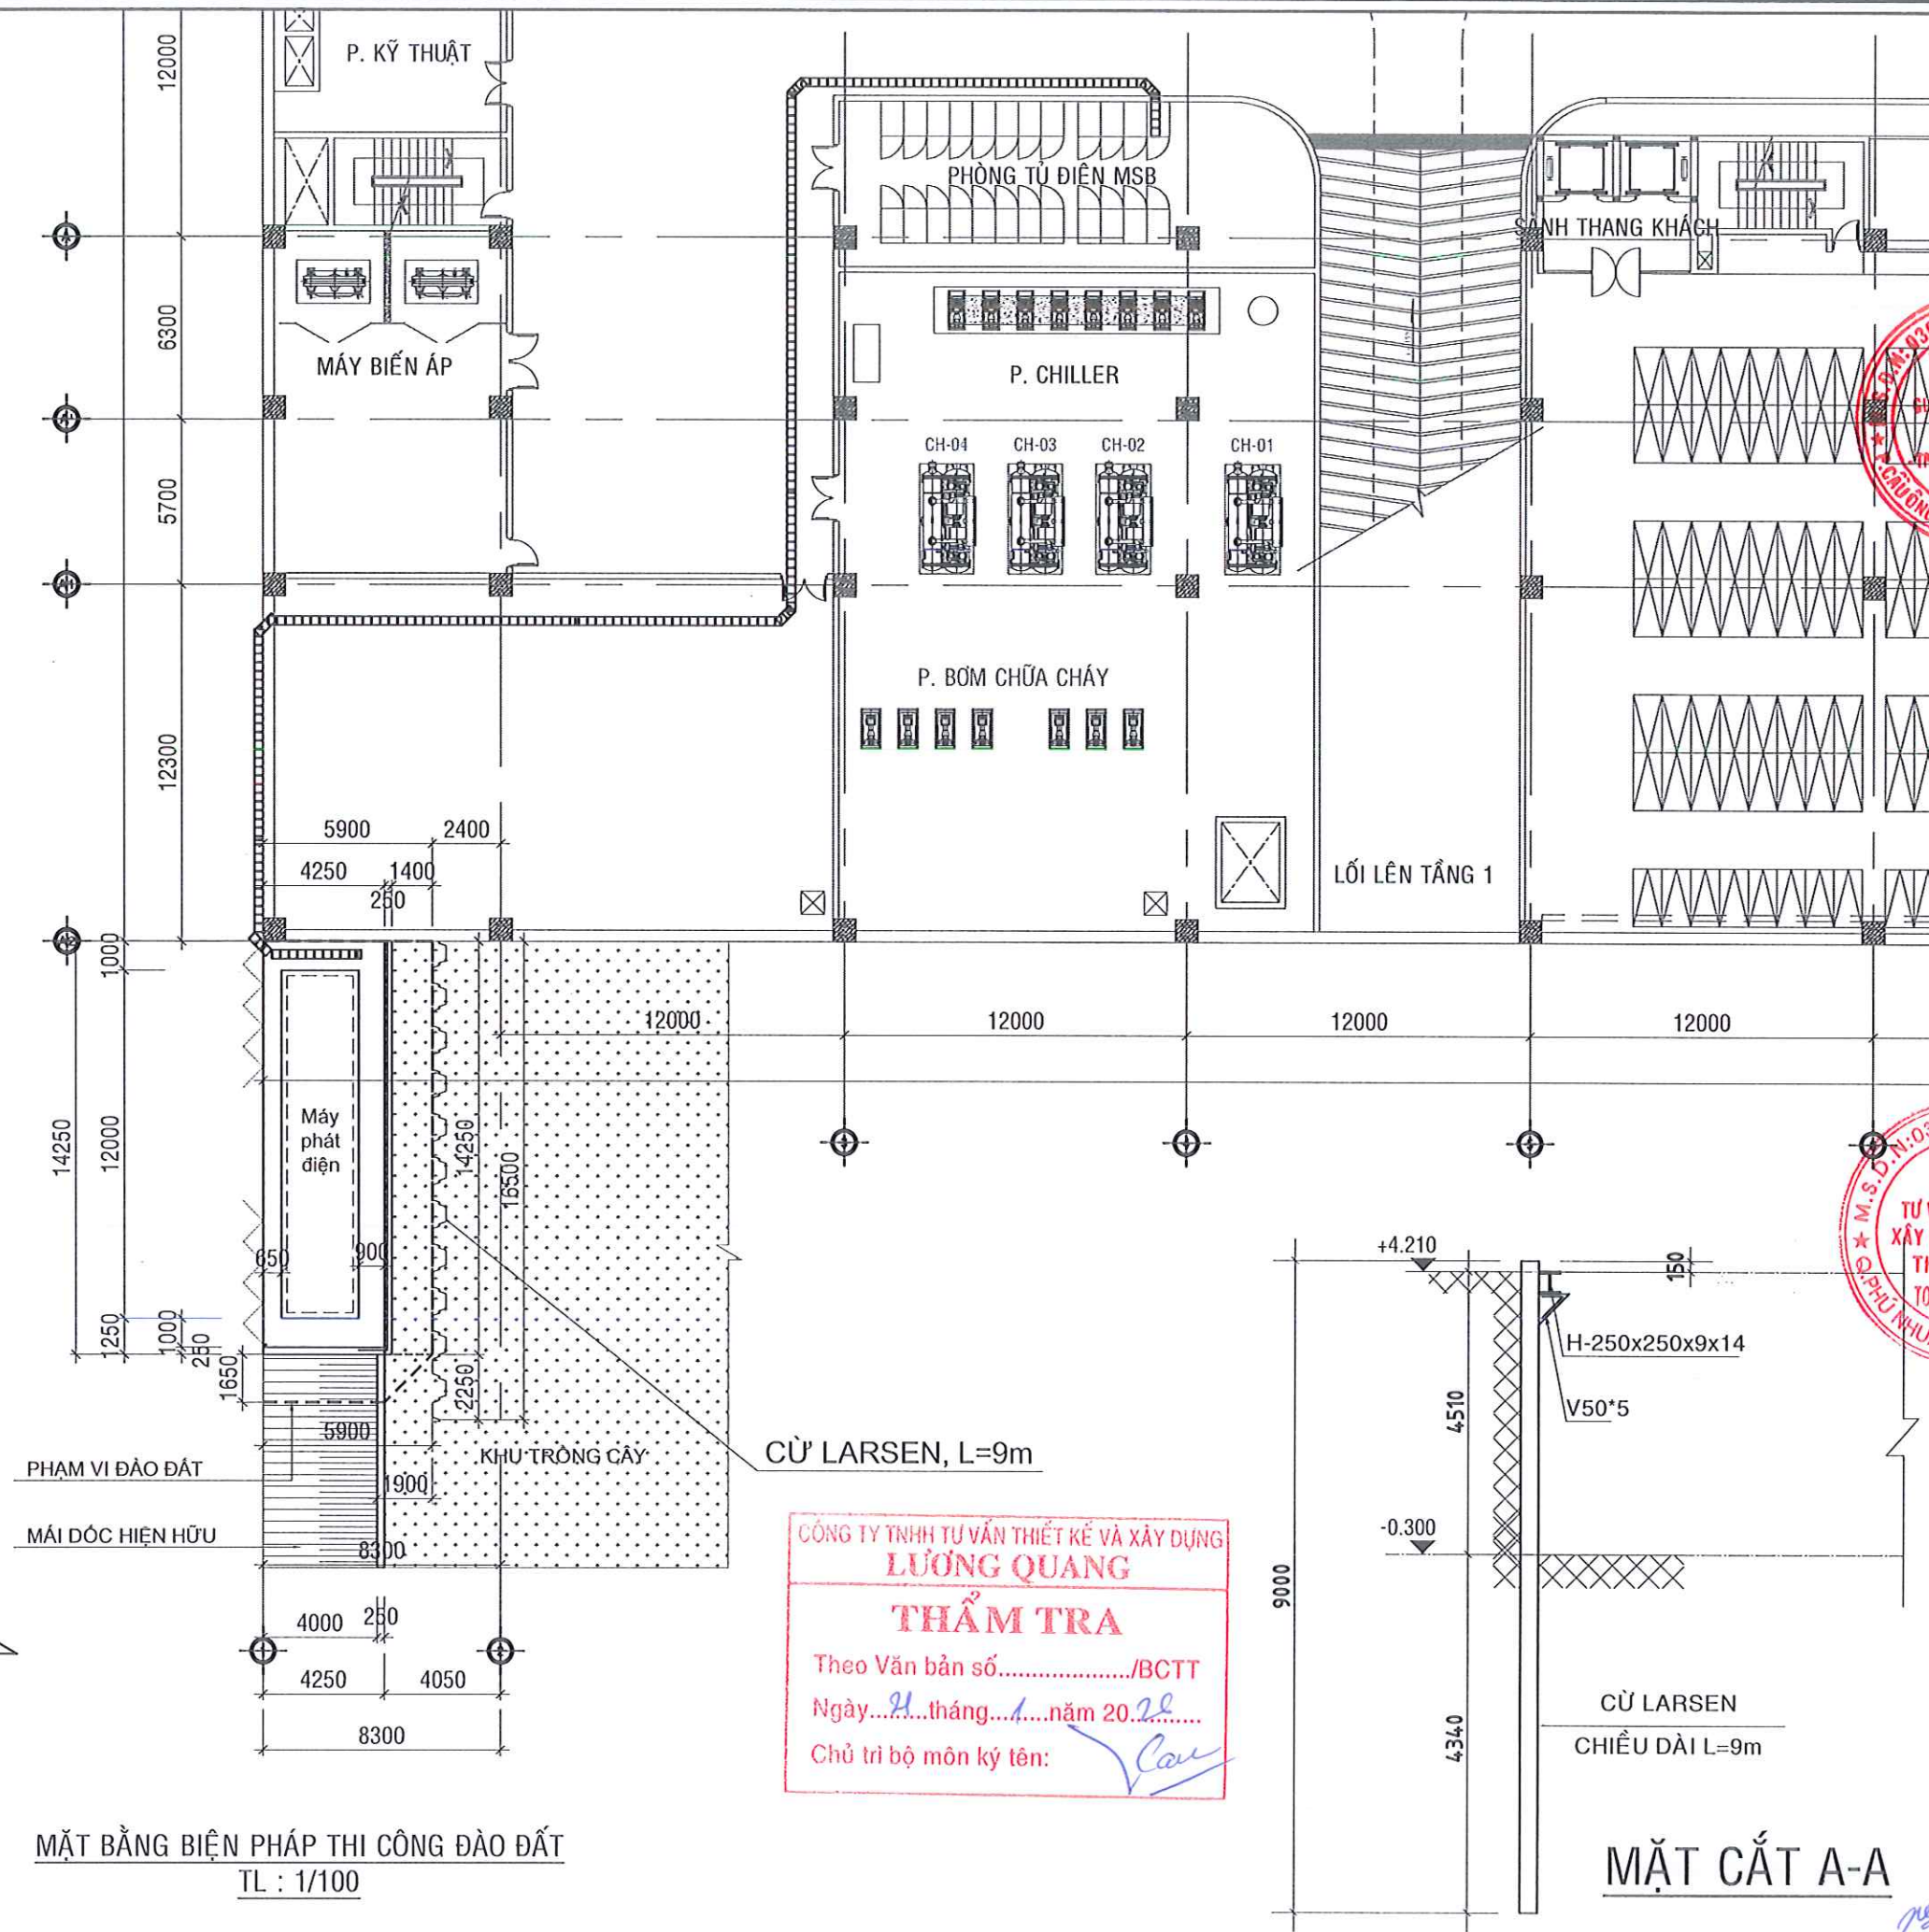 12000
P. KỸ THUẬT
PHÒNG TỦ ĐIỆN MSB
SẢNH THANG KHÁCH
6300
MÁY BIẾN ÁP
P. CHILLER
5700
CH-04 CH-03 CH-02 CH-01
P. BƠM CHỮA CHÁY
12300
5900 2400
4250 1400
250
LỐI LÊN TẦNG 1
1000
12000 12000 12000 12000
14250
12000
Máy
phát
điện
14250
16500
650 900
1250
1000
250
1650
2250
5900
KHU TRỒNG CÂY
1900
PHẠM VI ĐÀO ĐẤT
MÁI DỐC HIỆN HỮU
8300
CỪ LARSEN, L=9m
4000 250
4250 4050
8300
CÔNG TY TNHH TƯ VẤN THIẾT KẾ VÀ XÂY DỰNG
LƯƠNG QUANG
THẨM TRA
Theo Văn bản số...................../BCTT
Ngày...21...tháng...1...năm 20...
Chủ trì bộ môn ký tên:
+4.210
150
H-250x250x9x14
V50*5
4510
-0.300
9000
4340
CỪ LARSEN
CHIỀU DÀI L=9m
MẶT BẰNG BIỆN PHÁP THI CÔNG ĐÀO ĐẤT
TL : 1/100
MẶT CẮT A-A